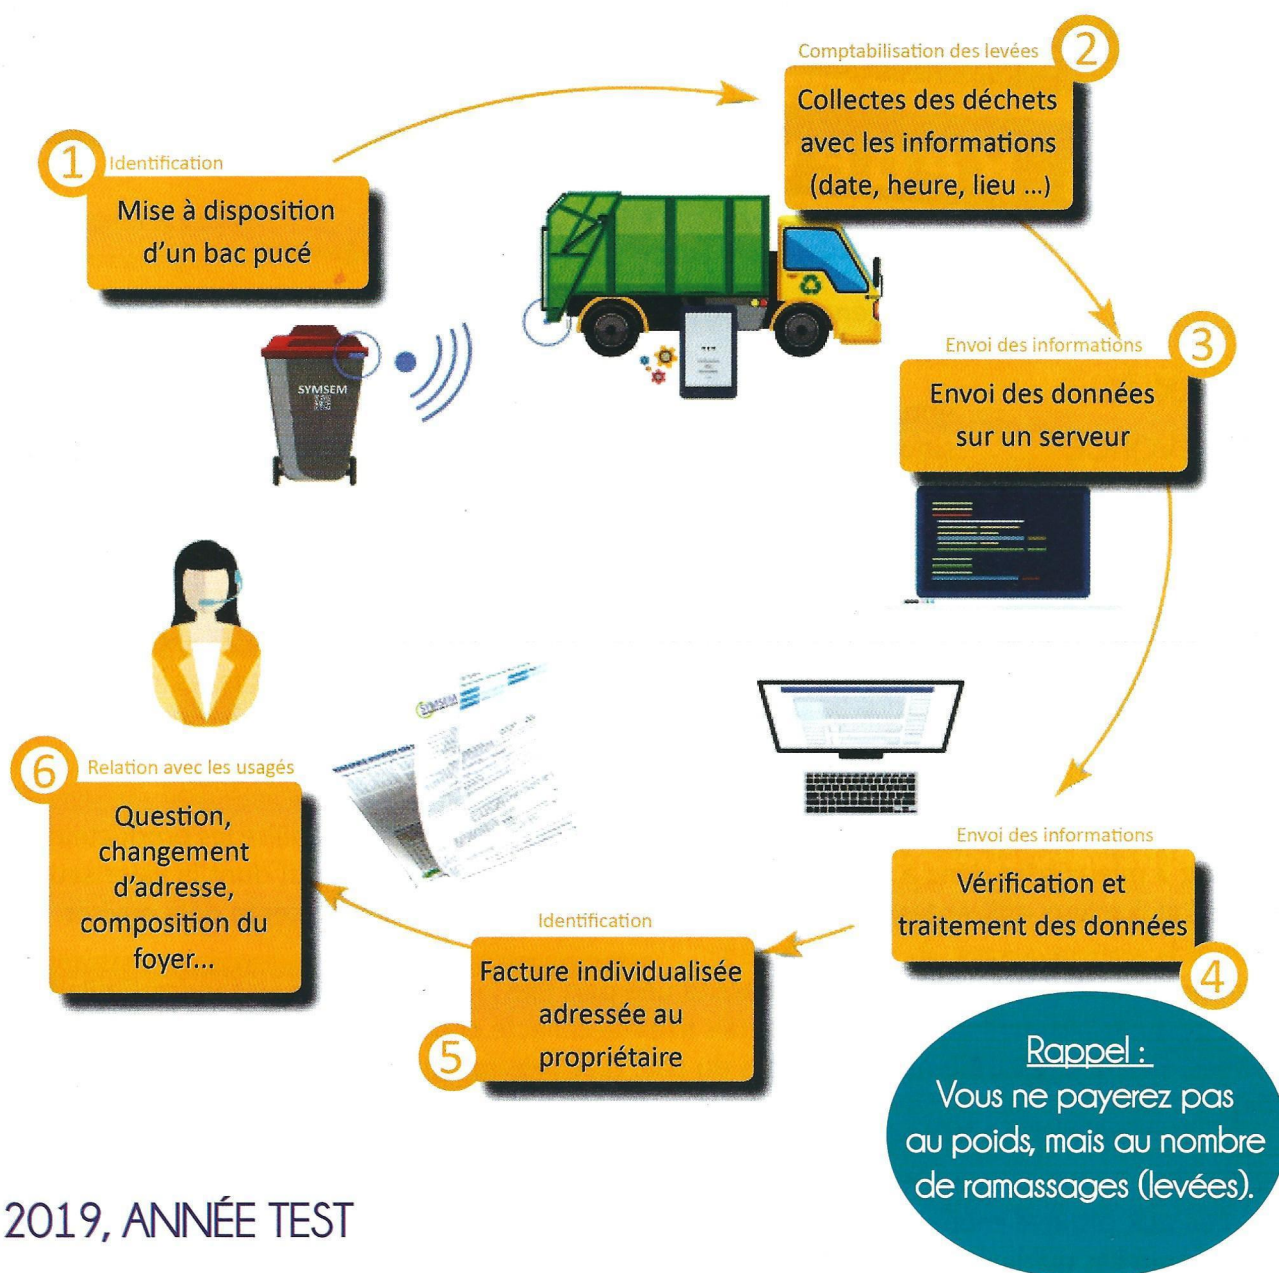 1
Identification
Mise à disposition
d'un bac pucé
Comptabilisation des levées
2
Collectes des déchets
avec les informations
(date, heure, lieu ...)
SYMSEM
Envoi des informations
3
Envoi des données
sur un serveur
Envoi des informations
Vérification et
traitement des données
4
Identification
Facture individualisée
adressée au
propriétaire
5
SYMSEM
6
Relation avec les usagés
Question,
changement
d'adresse,
composition du
foyer...
Rappel :
Vous ne payerez pas
au poids, mais au nombre
de ramassages (levées).
2019, ANNÉE TEST